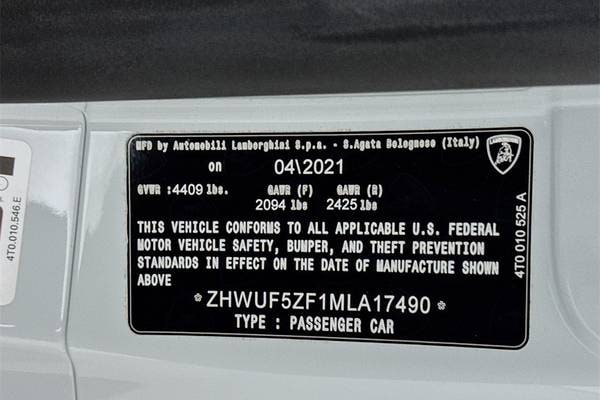 MFD by Automobili Lamborghini S.p.a. - S.Agata Bolognese (Italy)
on 04\2021
GVWR :4409 lbs. GAWR (F) GAWR (R)
2094 lbs 2425 lbs
THIS VEHICLE CONFORMS TO ALL APPLICABLE U.S. FEDERAL
MOTOR VEHICLE SAFETY, BUMPER, AND THEFT PREVENTION
STANDARDS IN EFFECT ON THE DATE OF MANUFACTURE SHOWN
ABOVE
*ZHWUF5ZF1MLA17490*
TYPE : PASSENGER CAR
LAMBORGHINI
4T0 010 525 A
4T0.010.546.E